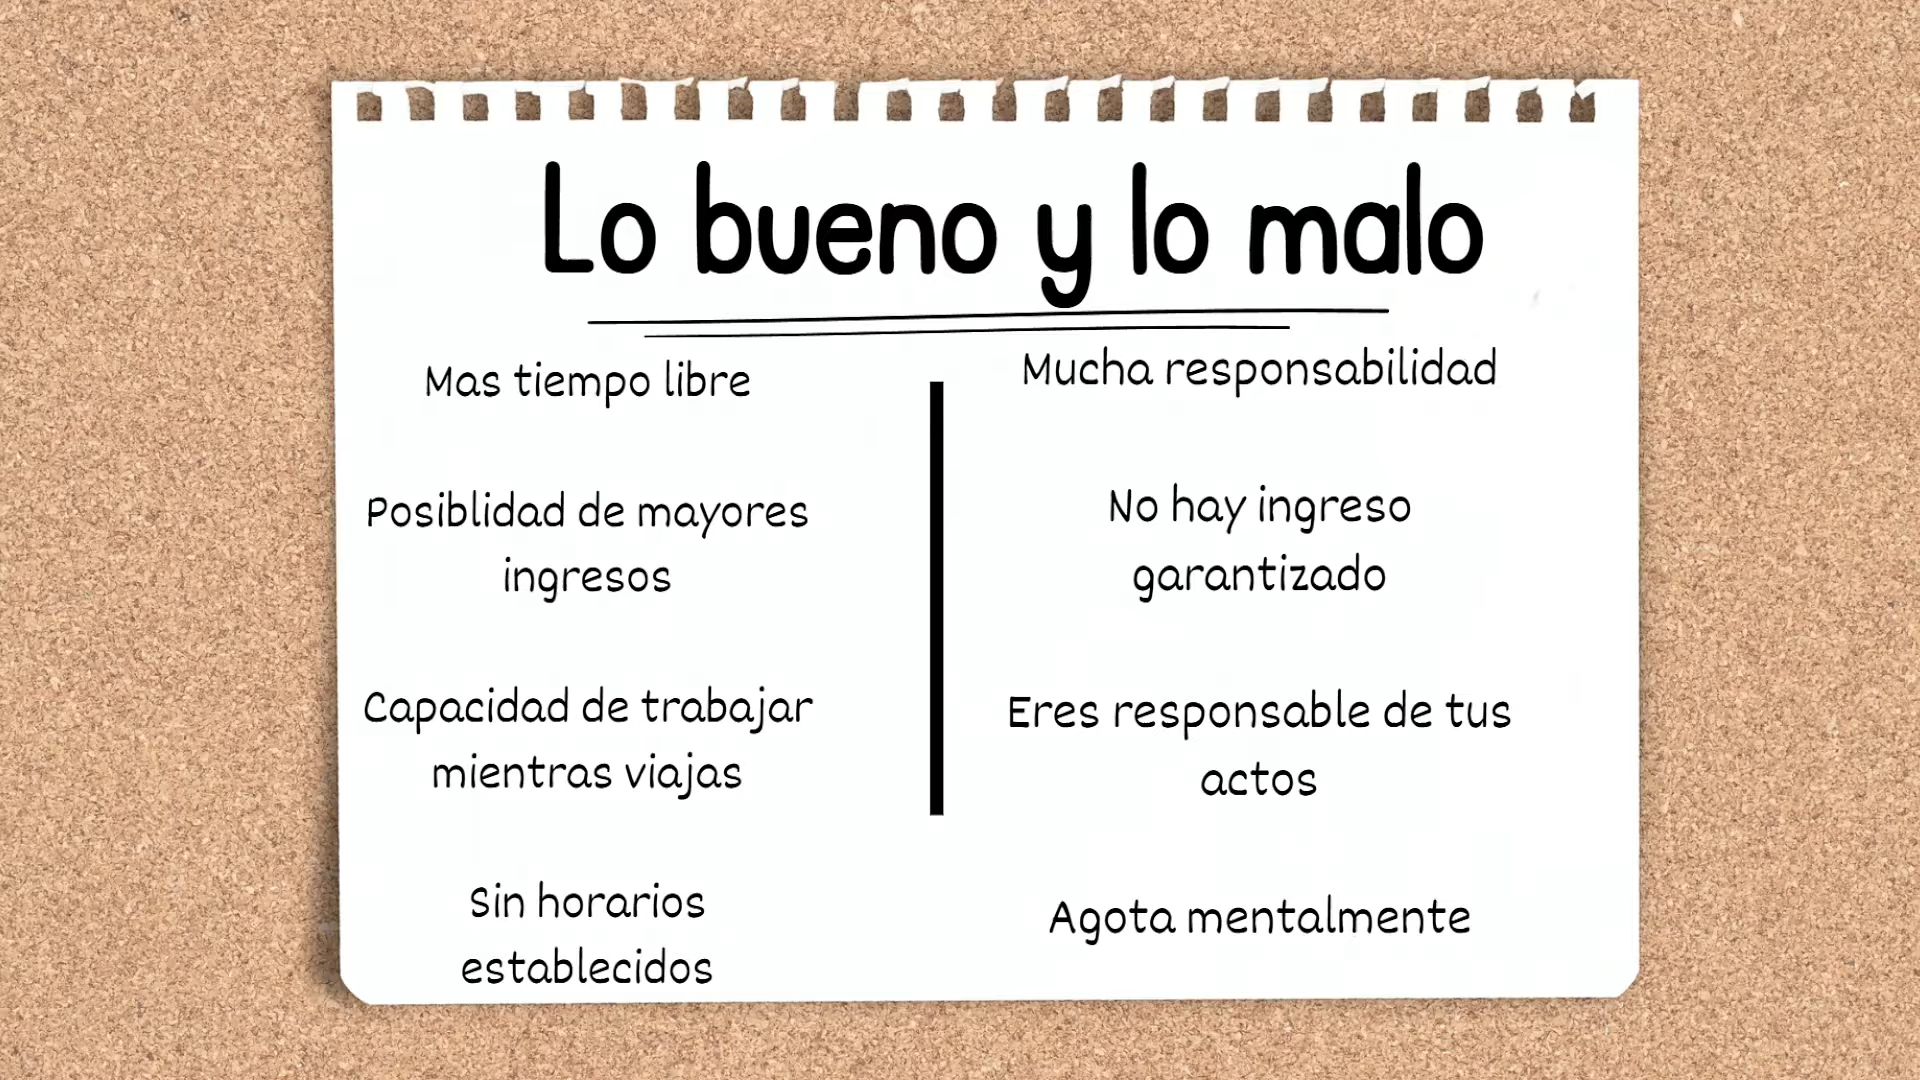 Lo bueno y lo malo
Mas tiempo libre
Posiblidad de mayores
ingresos
Capacidad de trabajar
mientras viajas
Sin horarios
establecidos
Mucha responsabilidad
No hay ingreso
garantizado
Eres responsable de tus
actos
Agota mentalmente